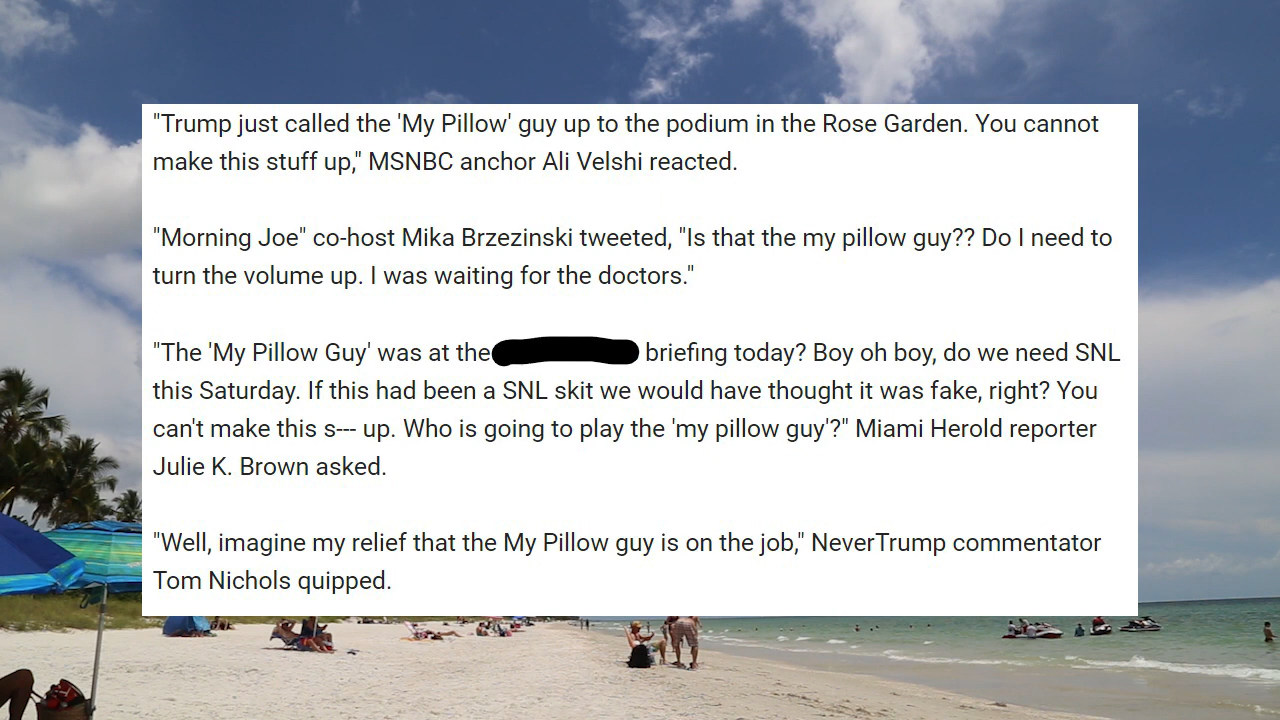 "Trump just called the 'My Pillow' guy up to the podium in the Rose Garden. You cannot
make this stuff up," MSNBC anchor Ali Velshi reacted.
"Morning Joe" co-host Mika Brzezinski tweeted, "Is that the my pillow guy?? Do I need to
turn the volume up. I was waiting for the doctors."
"The 'My Pillow Guy' was at the briefing today? Boy oh boy, do we need SNL
this Saturday. If this had been a SNL skit we would have thought it was fake, right? You
can't make this s--- up. Who is going to play the 'my pillow guy'?" Miami Herold reporter
Julie K. Brown asked.
"Well, imagine my relief that the My Pillow guy is on the job," NeverTrump commentator
Tom Nichols quipped.